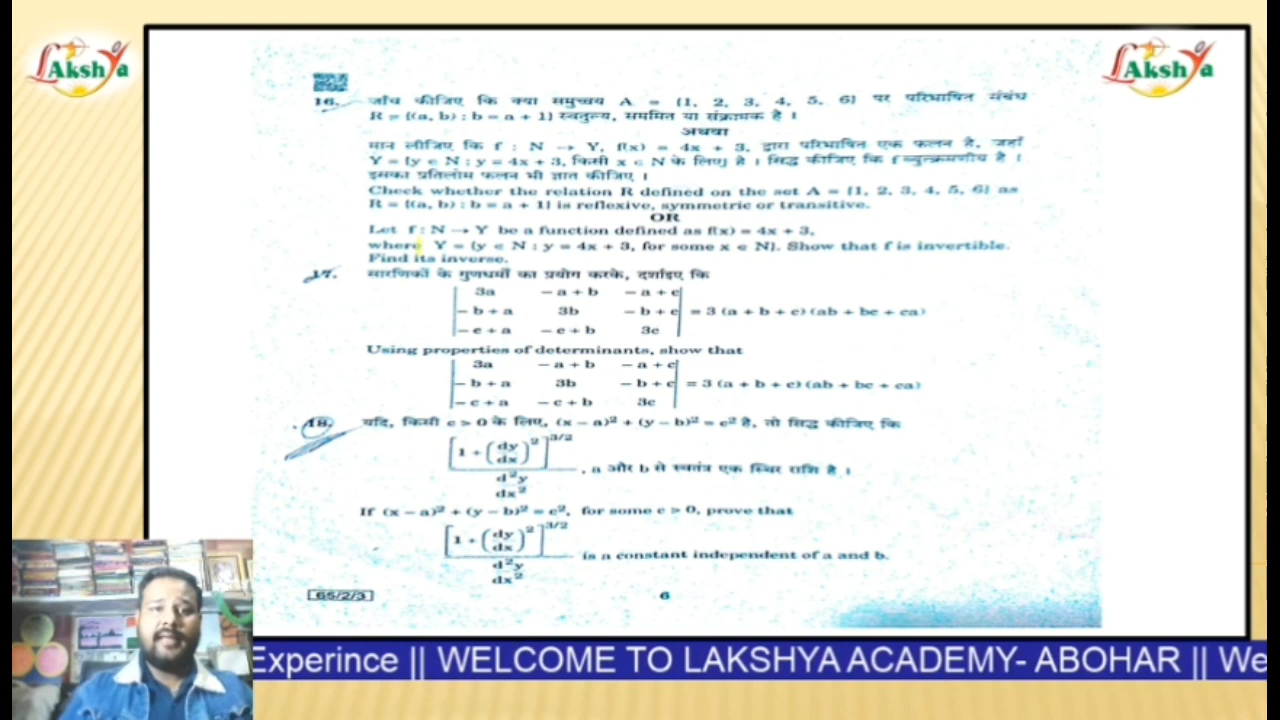 Lakshya
Lakshya
16. जाँच कीजिए कि क्या समुच्चय A = {1, 2, 3, 4, 5, 6} पर परिभाषित संबंध
R = {(a, b) : b = a + 1} स्वतुल्य, सममित या संक्रामक है ।
अथवा
मान लीजिए कि f : N → Y, f(x) = 4x + 3, द्वारा परिभाषित एक फलन है, जहाँ
Y = {y ∈ N : y = 4x + 3, किसी x ∈ N के लिए} है । सिद्ध कीजिए कि f व्युत्क्रमणीय है ।
इसका प्रतिलोम फलन भी ज्ञात कीजिए ।
Check whether the relation R defined on the set A = {1, 2, 3, 4, 5, 6} as
R = {(a, b) : b = a + 1} is reflexive, symmetric or transitive.
OR
Let f : N → Y be a function defined as f(x) = 4x + 3,
where Y = {y ∈ N : y = 4x + 3, for some x ∈ N}. Show that f is invertible.
Find its inverse.
17. सारणिकों के गुणधर्मों का प्रयोग करके, दर्शाइए कि
| 3a −a + b −a + c |
| −b + a 3b −b + c | = 3 (a + b + c) (ab + bc + ca)
| −c + a −c + b 3c |
Using properties of determinants, show that
| 3a −a + b −a + c |
| −b + a 3b −b + c | = 3 (a + b + c) (ab + bc + ca)
| −c + a −c + b 3c |
18. यदि, किसी c > 0 के लिए, (x − a)² + (y − b)² = c² है, तो सिद्ध कीजिए कि
[1 + (dy/dx)²]^3/2
d²y/dx² , a और b से स्वतंत्र एक स्थिर राशि है ।
If (x − a)² + (y − b)² = c², for some c > 0, prove that
[1 + (dy/dx)²]^3/2
d²y/dx² is a constant independent of a and b.
65/2/3 6
Experince || WELCOME TO LAKSHYA ACADEMY- ABOHAR || We